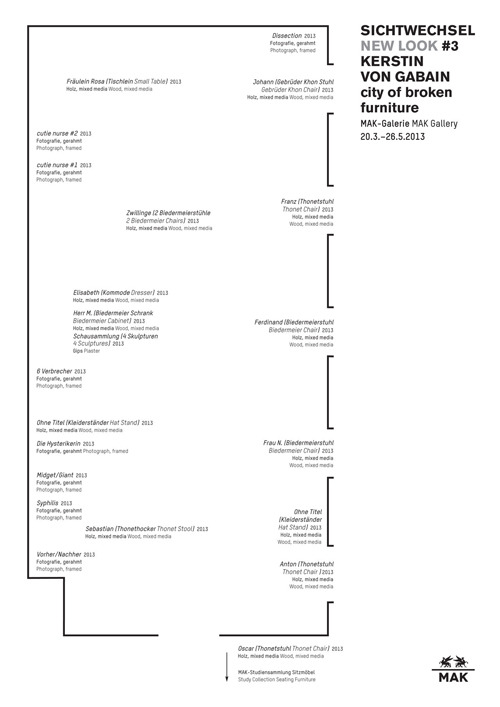 SICHTWECHSEL
NEW LOOK #3
KERSTIN
VON GABAIN
city of broken
furniture
MAK-Galerie MAK Gallery
20.3.–26.5.2013
Dissection 2013
Fotografie, gerahmt
Photograph, framed
Fräulein Rosa (Tischlein Small Table) 2013
Holz, mixed media Wood, mixed media
Johann (Gebrüder Khon Stuhl
Gebrüder Khon Chair) 2013
Holz, mixed media Wood, mixed media
cutie nurse #2 2013
Fotografie, gerahmt
Photograph, framed
cutie nurse #1 2013
Fotografie, gerahmt
Photograph, framed
Franz (Thonetstuhl
Thonet Chair) 2013
Holz, mixed media
Wood, mixed media
Zwillinge (2 Biedermeierstühle
2 Biedermeier Chairs) 2013
Holz, mixed media Wood, mixed media
Elisabeth (Kommode Dresser) 2013
Holz, mixed media Wood, mixed media
Herr M. (Biedermeier Schrank
Biedermeier Cabinet) 2013
Holz, mixed media Wood, mixed media
Schausammlung (4 Skulpturen
4 Sculptures) 2013
Gips Plaster
Ferdinand (Biedermeierstuhl
Biedermeier Chair) 2013
Holz, mixed media
Wood, mixed media
6 Verbrecher 2013
Fotografie, gerahmt
Photograph, framed
Ohne Titel (Kleiderständer Hat Stand) 2013
Holz, mixed media Wood, mixed media
Die Hysterikerin 2013
Fotografie, gerahmt Photograph, framed
Frau N. (Biedermeierstuhl
Biedermeier Chair) 2013
Holz, mixed media
Wood, mixed media
Midget/Giant 2013
Fotografie, gerahmt
Photograph, framed
Syphilis 2013
Fotografie, gerahmt
Photograph, framed
Ohne Titel
(Kleiderständer
Hat Stand) 2013
Holz, mixed media
Wood, mixed media
Sebastian (Thonethocker Thonet Stool) 2013
Holz, mixed media Wood, mixed media
Vorher/Nachher 2013
Fotografie, gerahmt
Photograph, framed
Anton (Thonetstuhl
Thonet Chair) 2013
Holz, mixed media
Wood, mixed media
Oscar (Thonetstuhl Thonet Chair) 2013
Holz, mixed media Wood, mixed media
MAK-Studiensammlung Sitzmöbel
Study Collection Seating Furniture
MAK